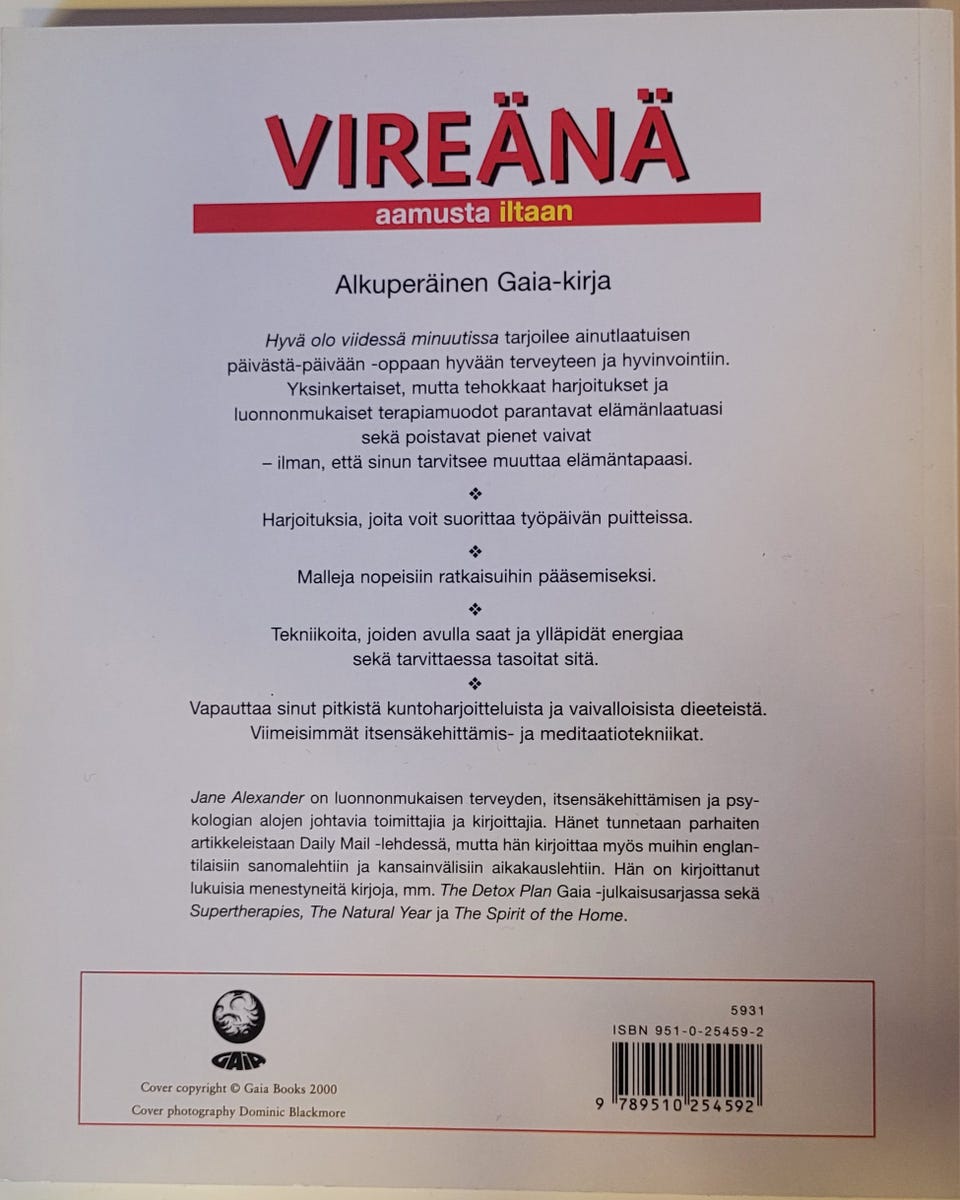 VIREÄNÄ
aamusta iltaan
Alkuperäinen Gaia-kirja
Hyvä olo viidessä minuutissa tarjoilee ainutlaatuisen
päivästä-päivään -oppaan hyvään terveyteen ja hyvinvointiin.
Yksinkertaiset, mutta tehokkaat harjoitukset ja
luonnonmukaiset terapiamuodot parantavat elämänlaatuasi
sekä poistavat pienet vaivat
– ilman, että sinun tarvitsee muuttaa elämäntapaasi.
❖
Harjoituksia, joita voit suorittaa työpäivän puitteissa.
❖
Malleja nopeisiin ratkaisuihin pääsemiseksi.
❖
Tekniikoita, joiden avulla saat ja ylläpidät energiaa
sekä tarvittaessa tasoitat sitä.
❖
Vapauttaa sinut pitkistä kuntoharjoitteluista ja vaivalloisista dieeteistä.
Viimeisimmät itsensäkehittämis- ja meditaatiotekniikat.
Jane Alexander on luonnonmukaisen terveyden, itsensäkehittämisen ja psy-
kologian alojen johtavia toimittajia ja kirjoittajia. Hänet tunnetaan parhaiten
artikkeleistaan Daily Mail -lehdessä, mutta hän kirjoittaa myös muihin englan-
tilaisiin sanomalehtiin ja kansainvälisiin aikakauslehtiin. Hän on kirjoittanut
lukuisia menestyneitä kirjoja, mm. The Detox Plan Gaia -julkaisusarjassa sekä
Supertherapies, The Natural Year ja The Spirit of the Home.
GAIA
Cover copyright © Gaia Books 2000
Cover photography Dominic Blackmore
5931
ISBN 951-0-25459-2
9 789510 254592